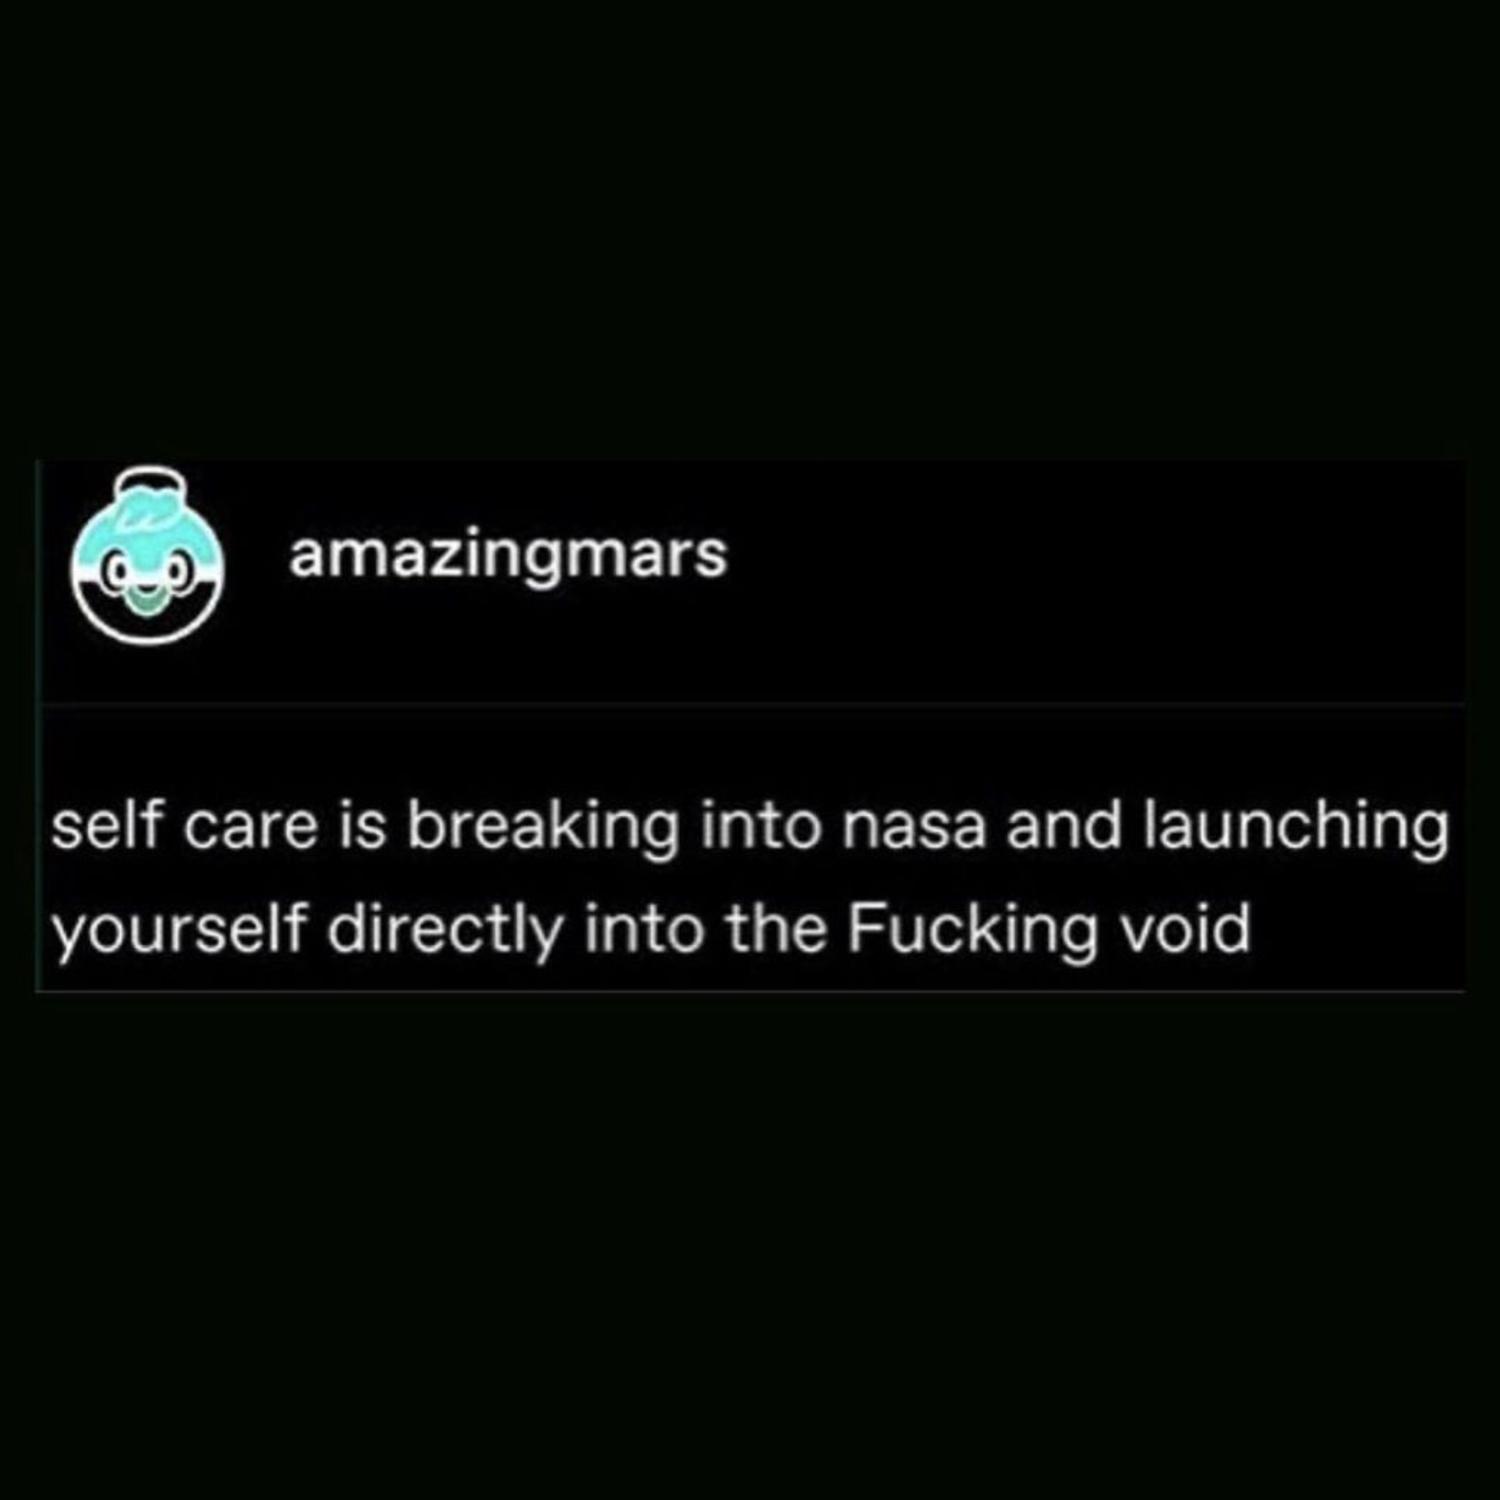 amazingmars
self care is breaking into nasa and launching
yourself directly into the Fucking void